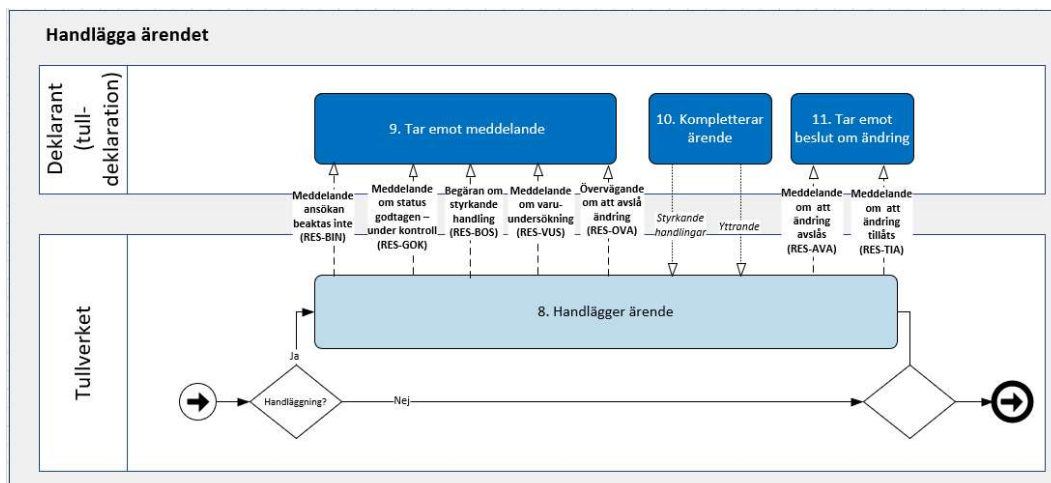 Handlägga ärendet
Deklarant
(tull-
deklaration)
9. Tar emot meddelande
10. Kompletterar
ärende
11. Tar emot
beslut om ändring
Meddelande
ansökan
beaktas inte
(RES-BIN)
Meddelande
om status
godtagen –
under kontroll
(RES-GOK)
Begäran om
styrkande
handling
(RES-BOS)
Meddelande
om varu-
undersökning
(RES-VUS)
Övervägande
om att avslå
ändring
(RES-OVA)
Styrkande
handlingar
Yttrande
Meddelande
om att
ändring
avslås
(RES-AVA)
Meddelande
om att
ändring
tillåts
(RES-TIA)
Tullverket
8. Handlägger ärende
Ja
Handläggning?
Nej